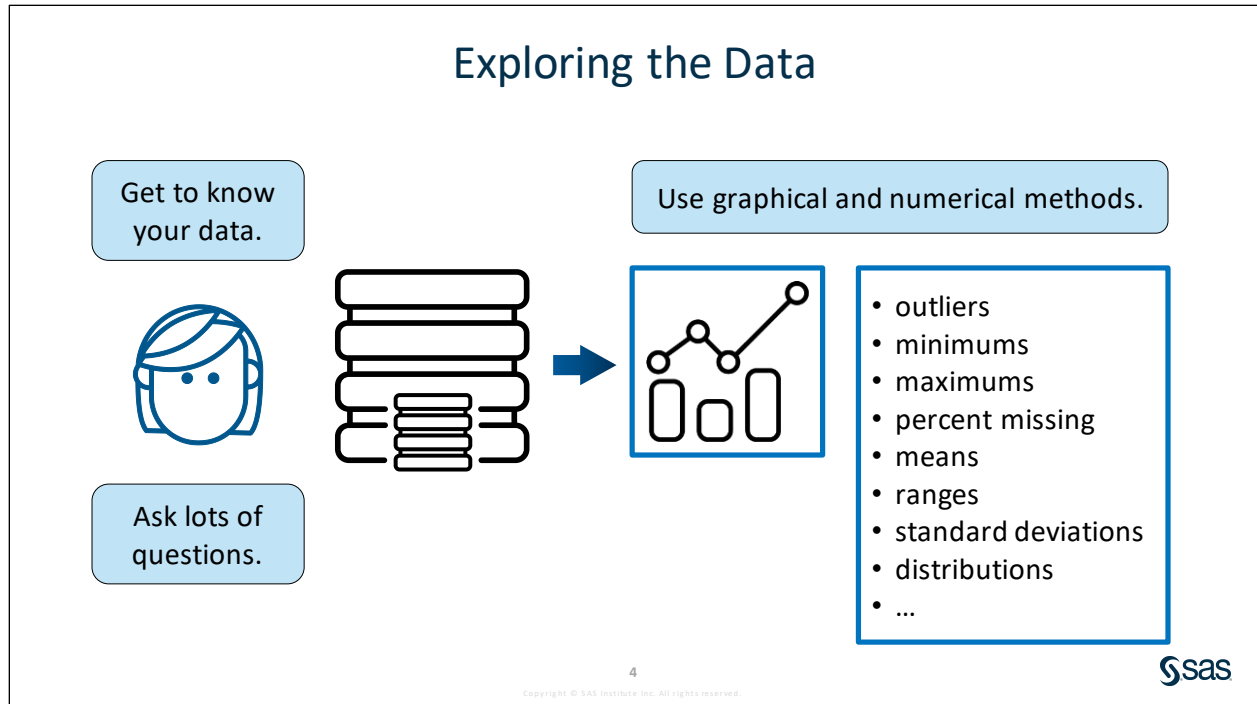 Exploring the Data
Get to know
your data.
Ask lots of
questions.
Use graphical and numerical methods.
• outliers
• minimums
• maximums
• percent missing
• means
• ranges
• standard deviations
• distributions
• ...
4
Copyright © SAS Institute Inc. All rights reserved.
sas